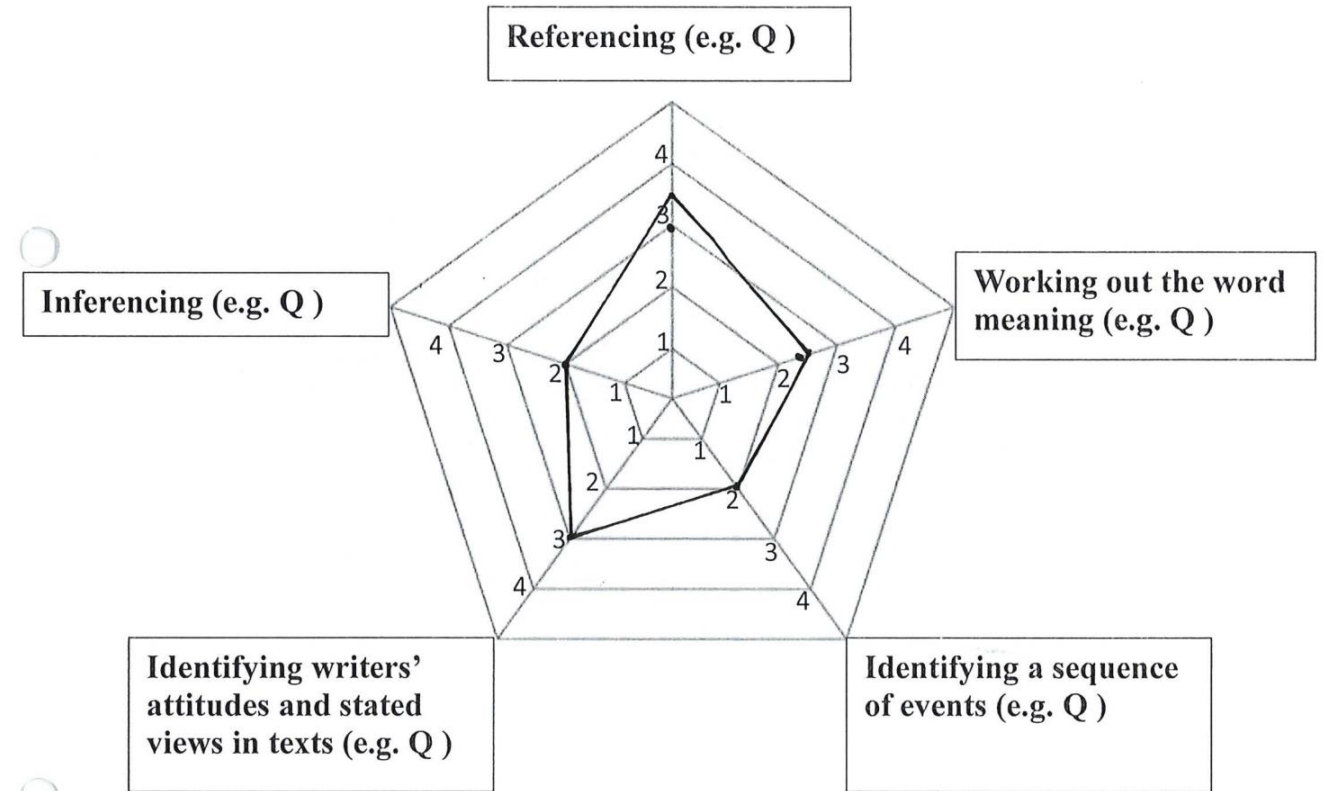 Referencing (e.g. Q )
4
3
2
1
Inferencing (e.g. Q )
4
3
2
1
Working out the word
meaning (e.g. Q )
1
2
3
4
1
2
3
4
1
2
3
4
Identifying writers’
attitudes and stated
views in texts (e.g. Q )
Identifying a sequence
of events (e.g. Q )